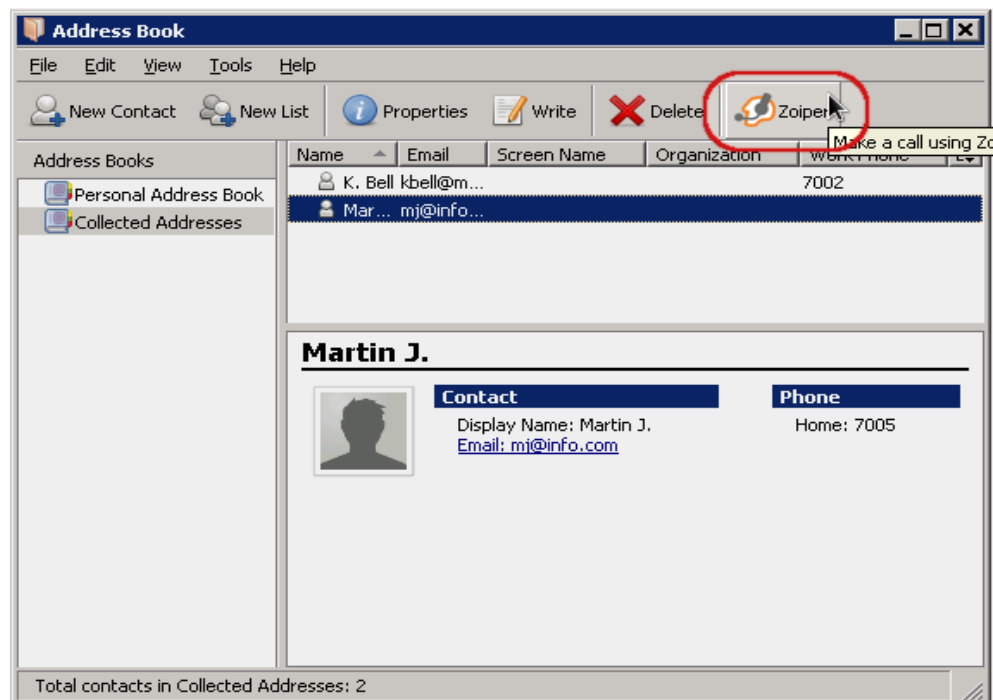 Address Book
File Edit View Tools Help
New Contact New List Properties Write Delete Zoiper
Make a call using Zo
Address Books
Name Email Screen Name Organization Work Phone
Personal Address Book
K. Bell kbell@m... 7002
Collected Addresses
Mar... mj@info...
Martin J.
Contact Phone
Display Name: Martin J. Home: 7005
Email: mj@info.com
Total contacts in Collected Addresses: 2